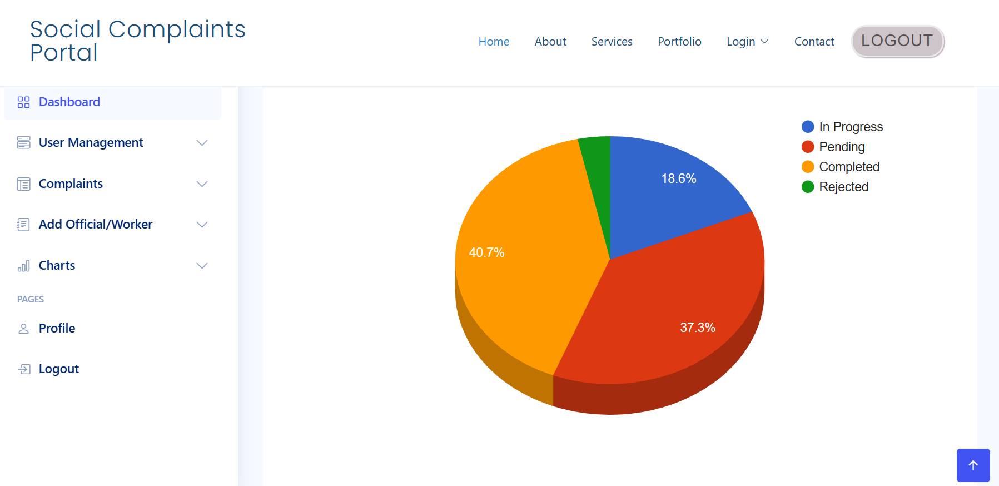 Social Complaints
Portal
Home
About
Services
Portfolio
Login
Contact
LOGOUT
Dashboard
User Management
Complaints
Add Official/Worker
Charts
PAGES
Profile
Logout
In Progress
Pending
Completed
Rejected
18.6%
40.7%
37.3%